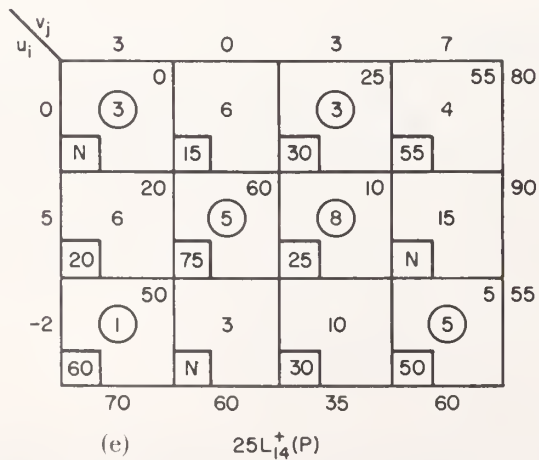 v_j
u_i 3 0 3 7
0 25 55 80
0 3 6 3 4
N 15 30 55
20 60 10 90
5 6 5 8 15
20 75 25 N
50 5 55
-2 1 3 10 5
60 N 30 50
70 60 35 60
(e) 25L⁺₁₄(P)